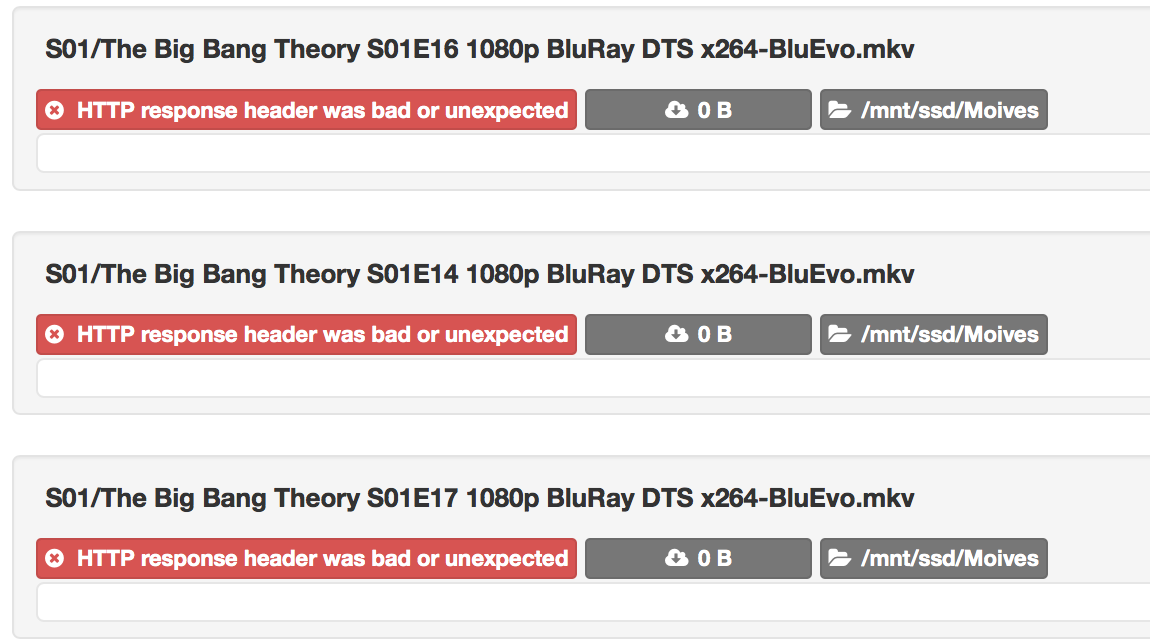 S01/The Big Bang Theory S01E16 1080p BluRay DTS x264-BluEvo.mkv
HTTP response header was bad or unexpected 0 B /mnt/ssd/Moives
S01/The Big Bang Theory S01E14 1080p BluRay DTS x264-BluEvo.mkv
HTTP response header was bad or unexpected 0 B /mnt/ssd/Moives
S01/The Big Bang Theory S01E17 1080p BluRay DTS x264-BluEvo.mkv
HTTP response header was bad or unexpected 0 B /mnt/ssd/Moives